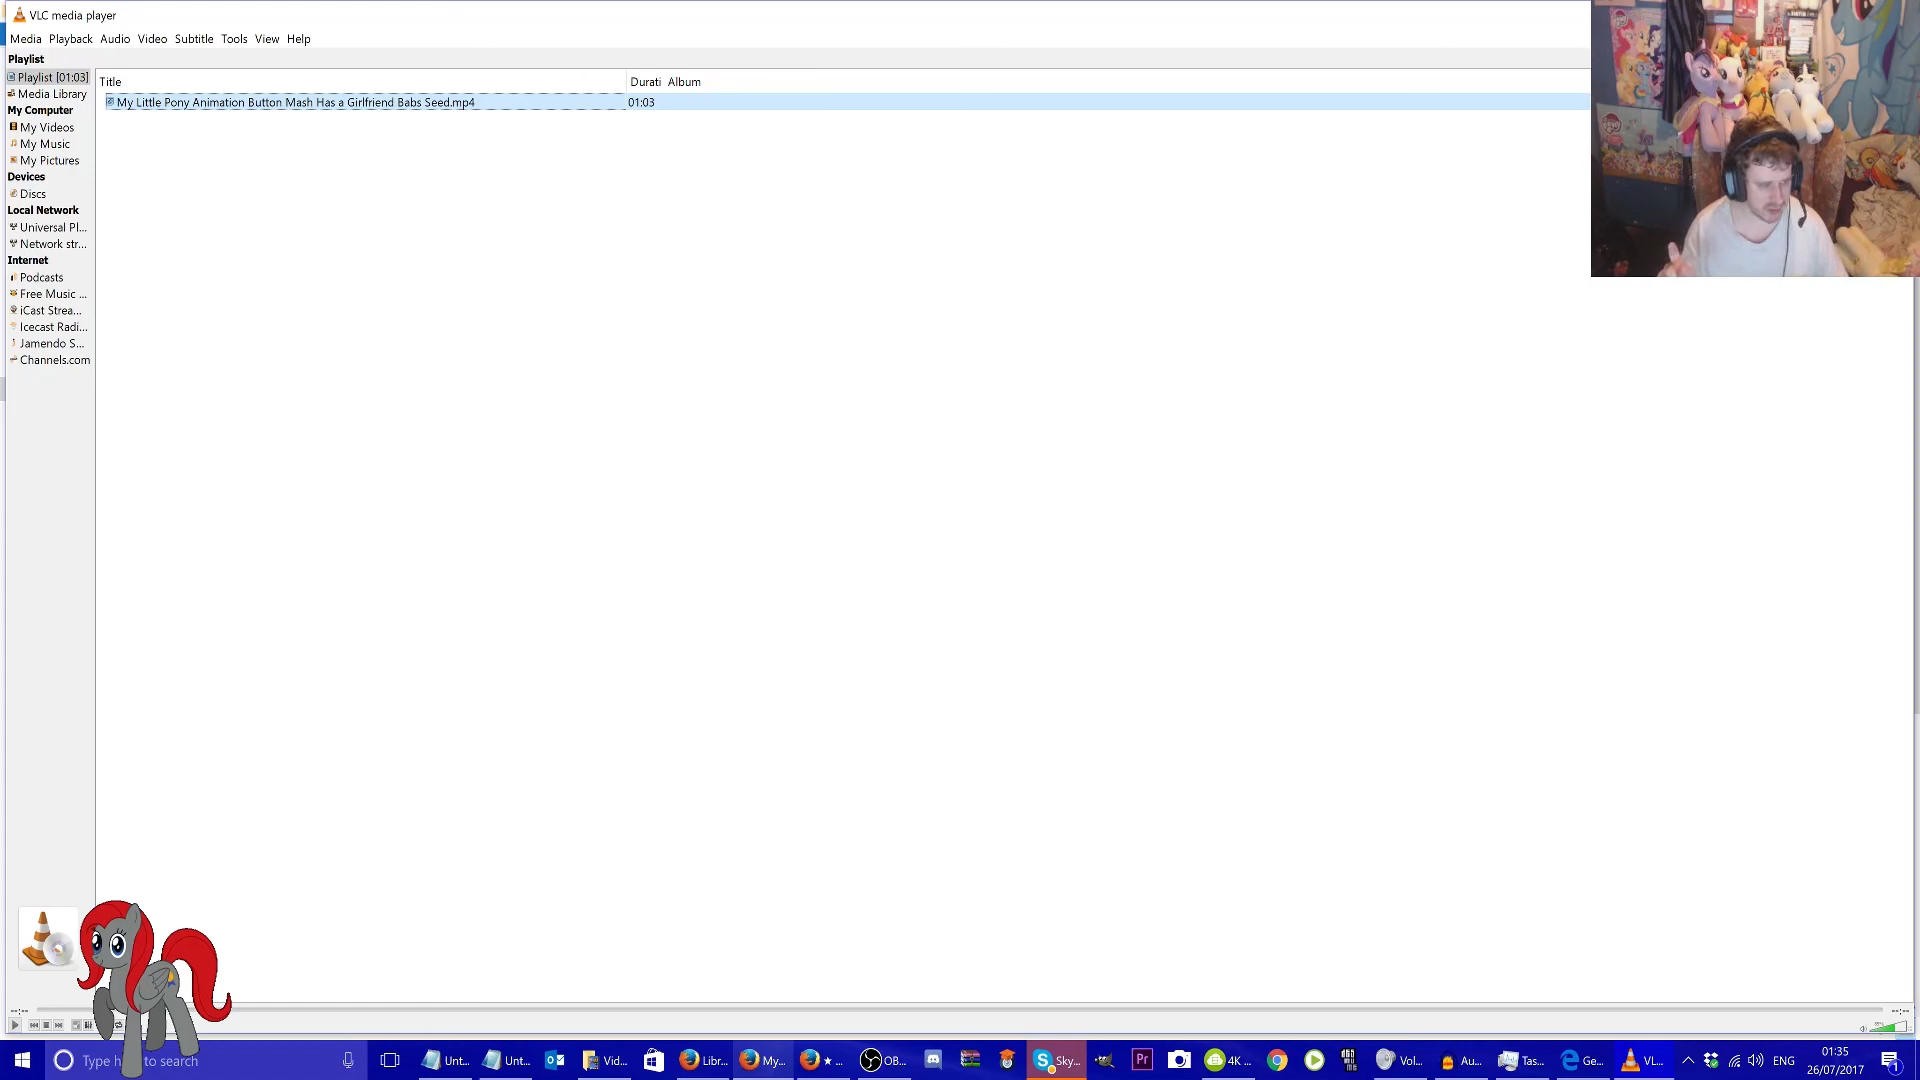 VLC media player
Media Playback Audio Video Subtitle Tools View Help
Playlist
Playlist [01:03]
Media Library
My Computer
My Videos
My Music
My Pictures
Devices
Discs
Local Network
Universal Pl...
Network str...
Internet
Podcasts
Free Music ...
iCast Strea...
Icecast Radi...
Jamendo S...
Channels.com
Title Durati Album
My Little Pony Animation Button Mash Has a Girlfriend Babs Seed.mp4 01:03
--:-- --:--
Type h to search
Unt... Unt... Vid... Libr... My... ★ ... OB... Sky... Pr 4K ... Vol... Au... Tas... Ge... VL... ENG
01:35
26/07/2017
1